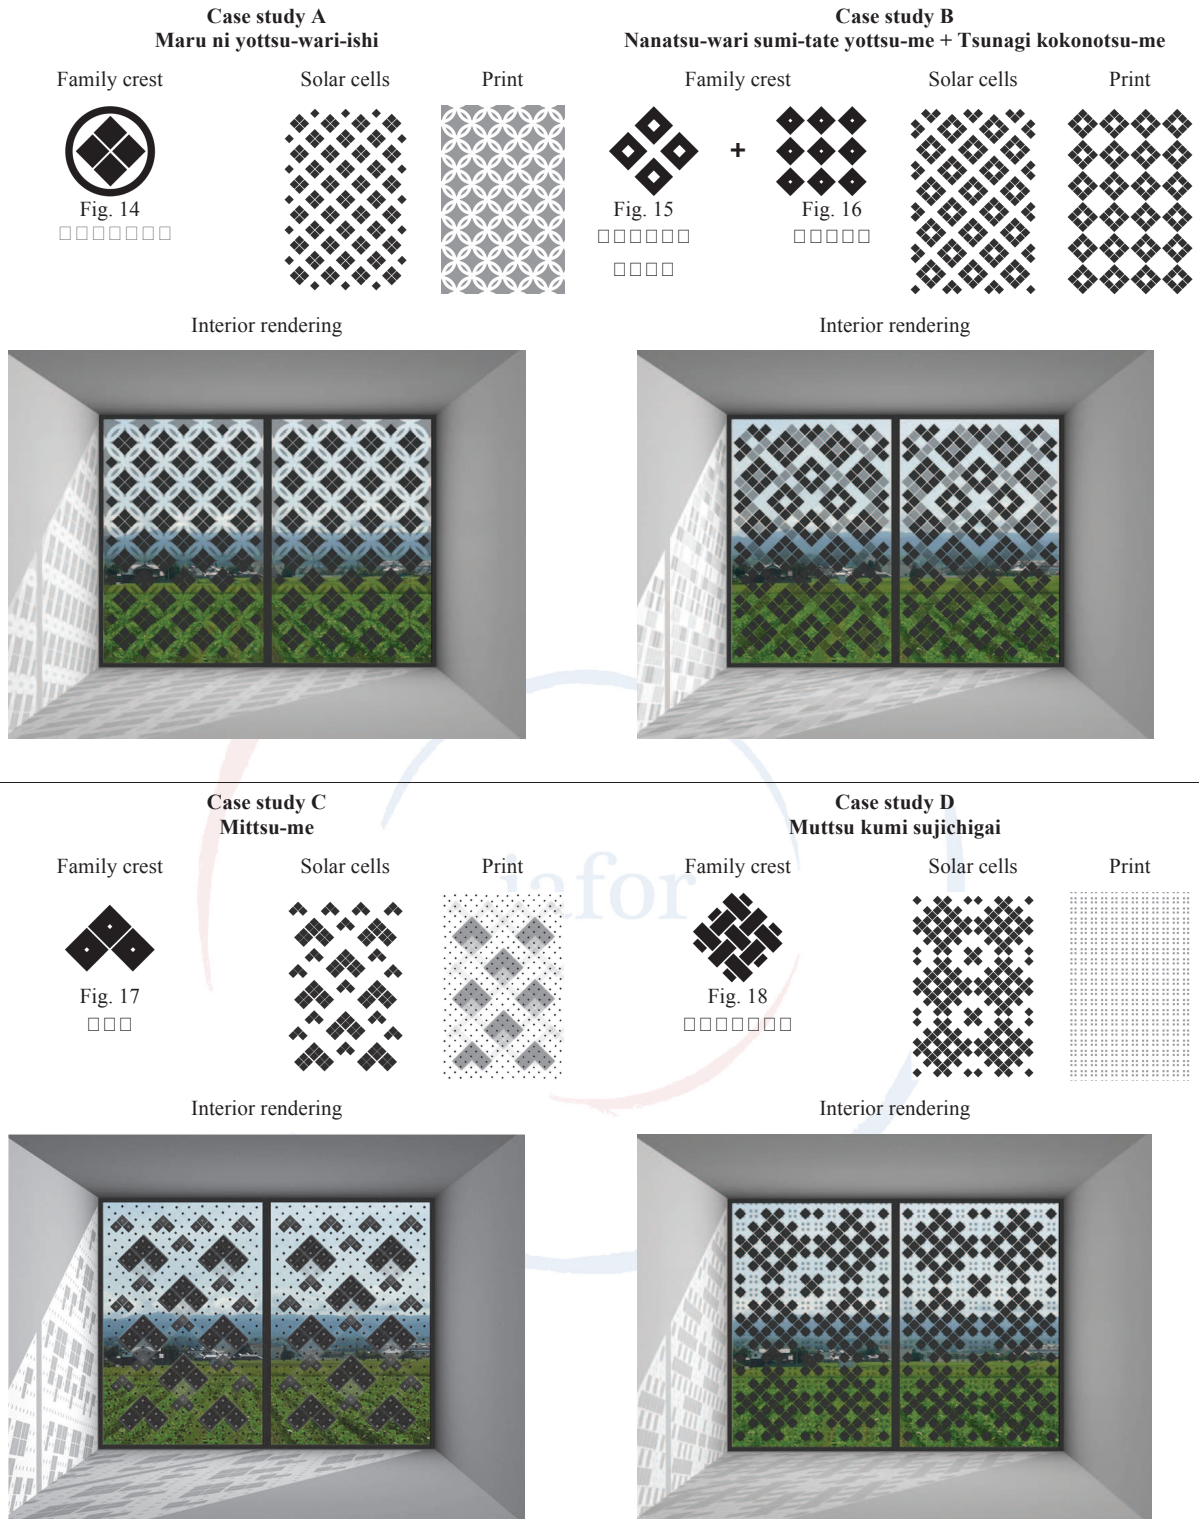 Case study A
Maru ni yottsu-wari-ishi
Family crest
Solar cells
Print
Fig. 14
□□□□□□□
Interior rendering
Case study B
Nanatsu-wari sumi-tate yottsu-me + Tsunagi kokonotsu-me
Family crest
Solar cells
Print
+
Fig. 15
□□□□□□
□□□□
Fig. 16
□□□□□
Interior rendering
Case study C
Mittsu-me
Family crest
Solar cells
Print
Fig. 17
□□□
Interior rendering
Case study D
Muttsu kumi sujichigai
Family crest
Solar cells
Print
Fig. 18
□□□□□□□
Interior rendering
iafor